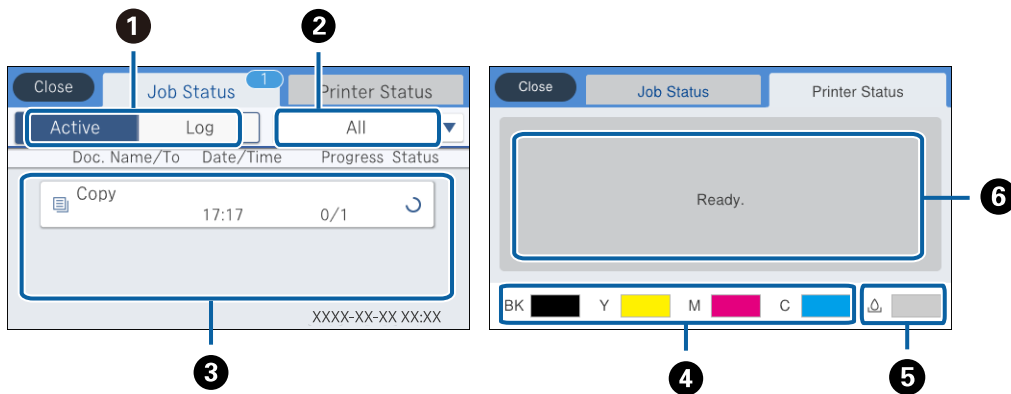 1
2
Close
Job Status
1
Printer Status
Active
Log
All
Doc. Name/To
Date/Time
Progress
Status
Copy
17:17
0/1
XXXX-XX-XX XX:XX
3
Close
Job Status
Printer Status
Ready.
6
BK
Y
M
C
4
5